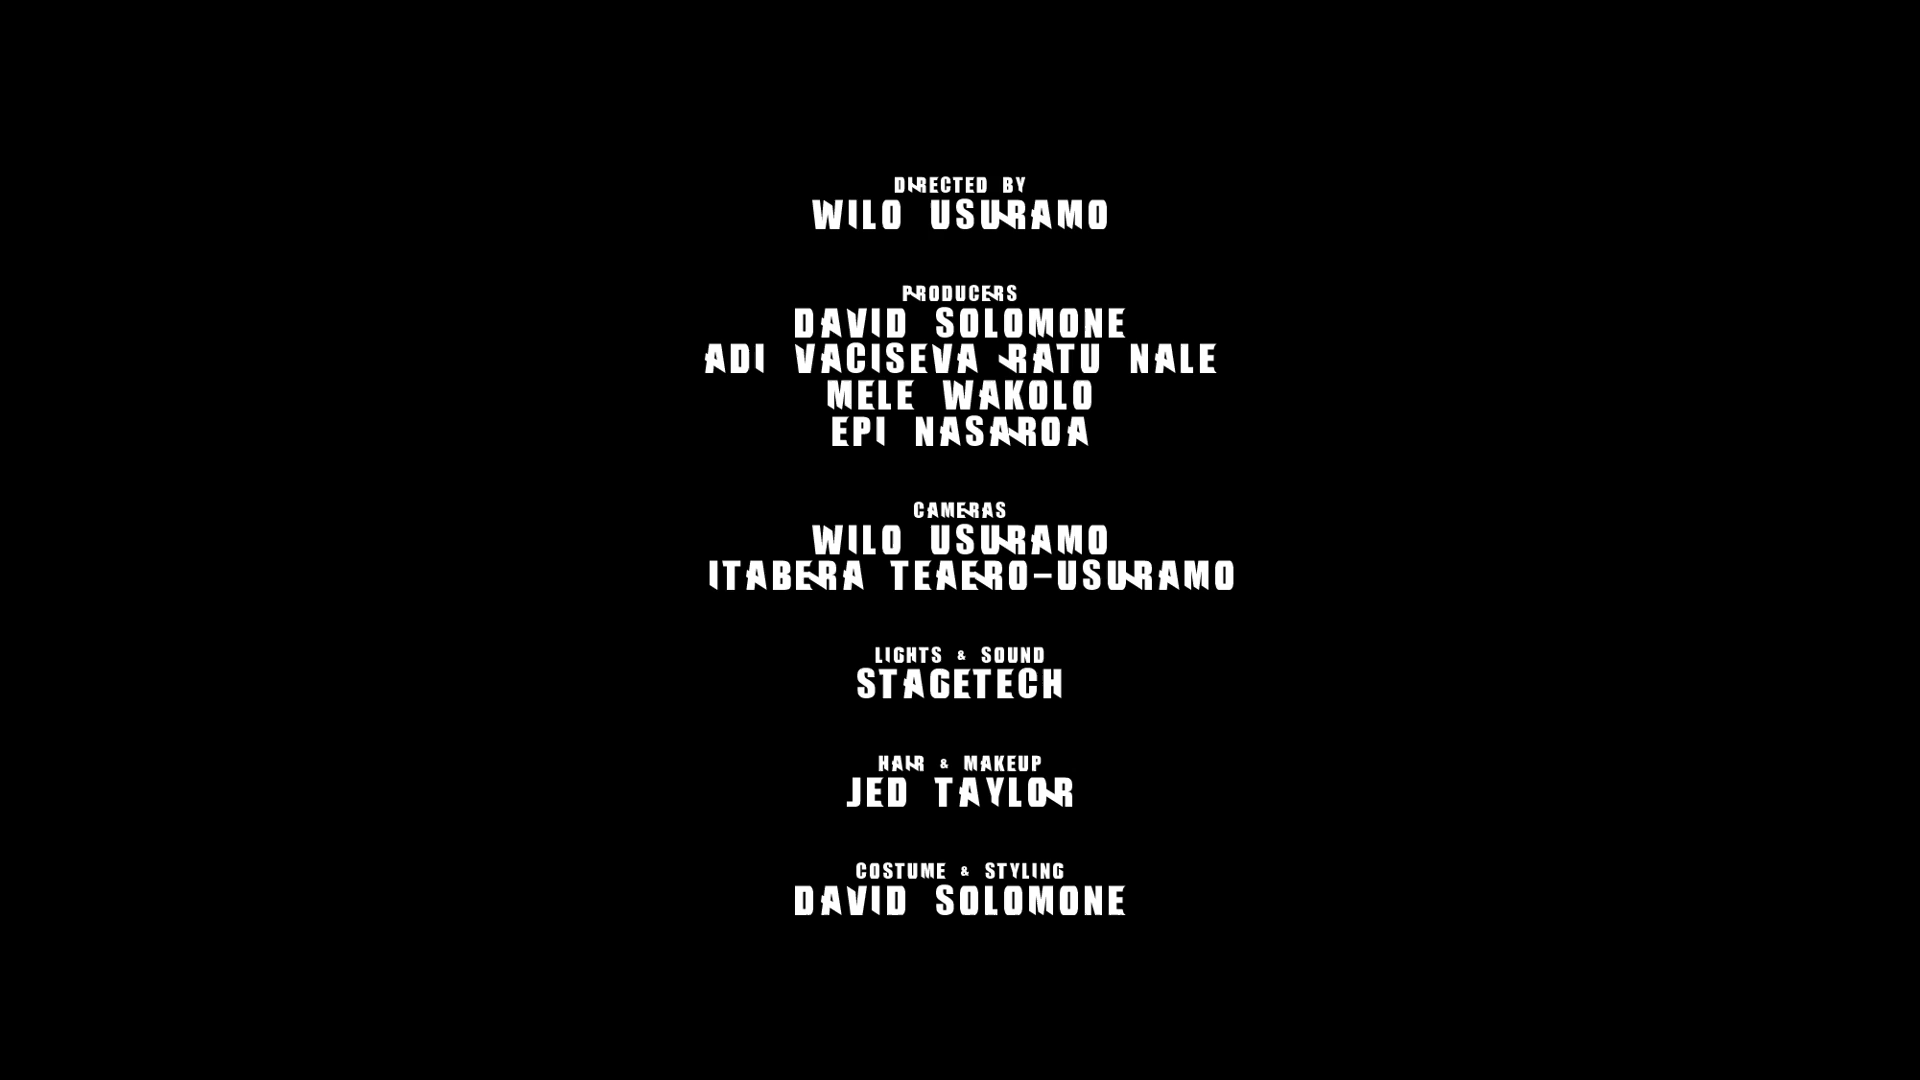 DIRECTED BY
WILO USURAMO
PRODUCERS
DAVID SOLOMONE
ADI VACISEVA RATU NALE
MELE WAKOLO
EPI NASAROA
CAMERAS
WILO USURAMO
ITABERA TEAERO-USURAMO
LIGHTS & SOUND
STAGETECH
HAIR & MAKEUP
JED TAYLOR
COSTUME & STYLING
DAVID SOLOMONE